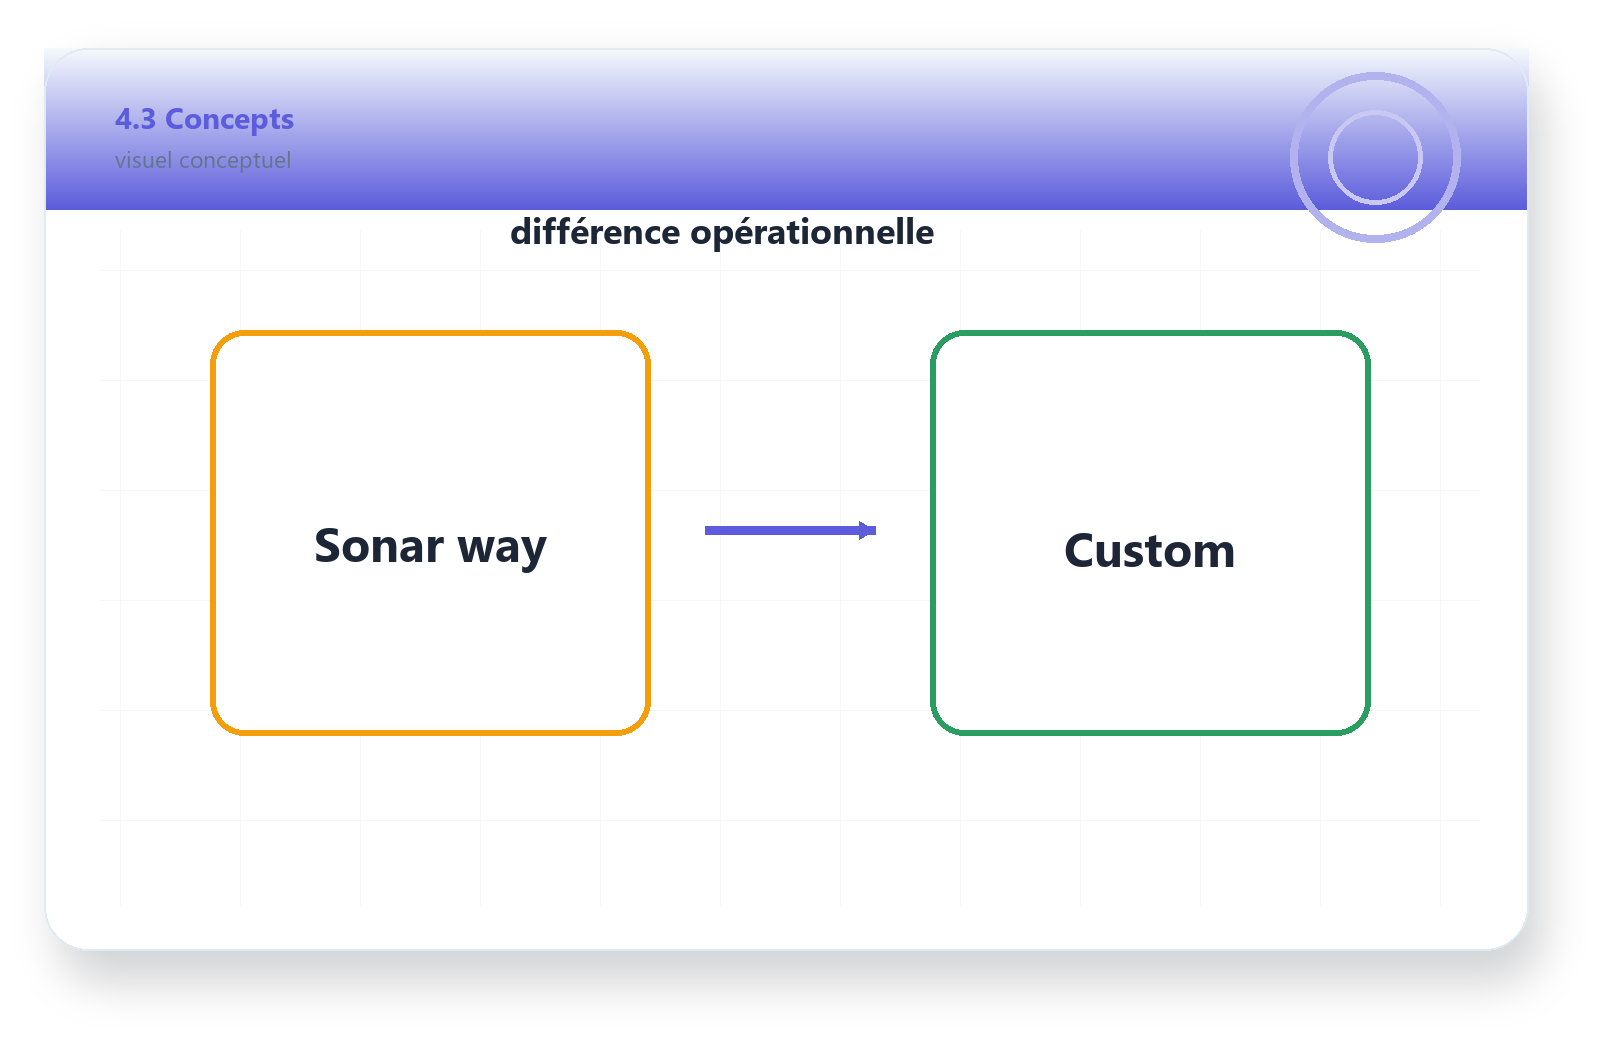 4.3 Concepts
visuel conceptuel
différence opérationnelle
Sonar way
Custom